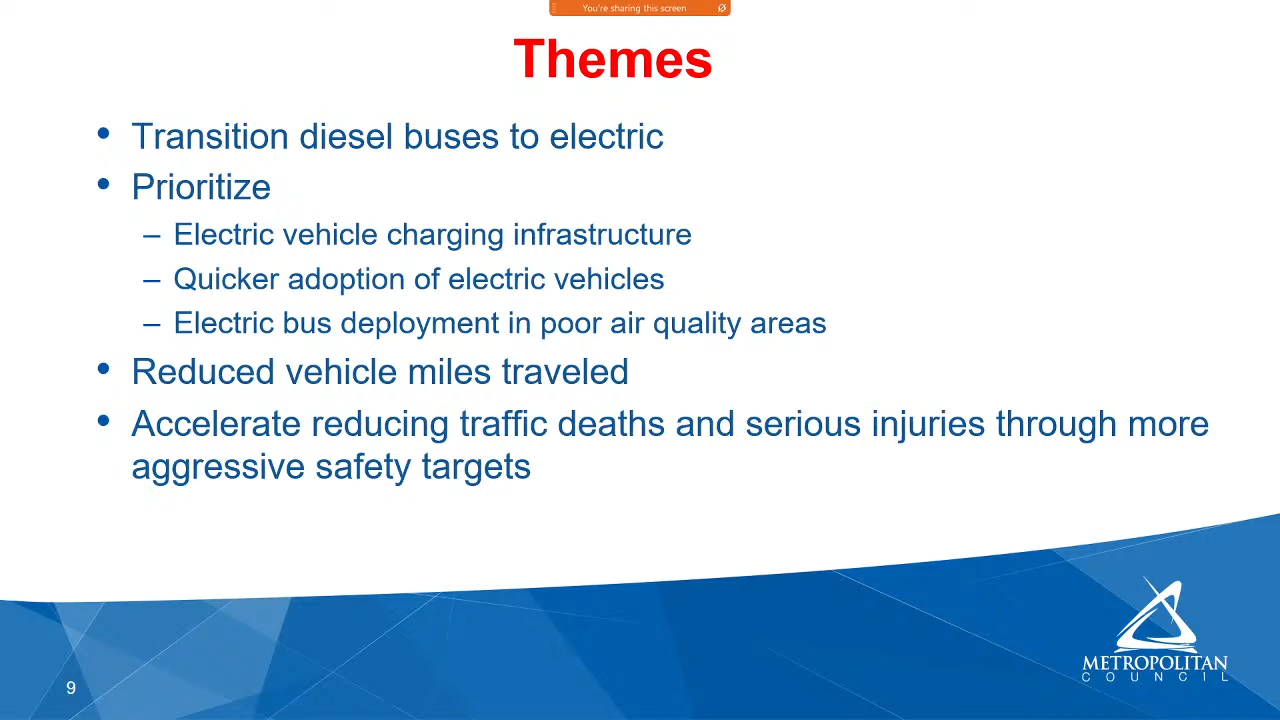 You're sharing this screen
Themes
• Transition diesel buses to electric
• Prioritize
– Electric vehicle charging infrastructure
– Quicker adoption of electric vehicles
– Electric bus deployment in poor air quality areas
• Reduced vehicle miles traveled
• Accelerate reducing traffic deaths and serious injuries through more
aggressive safety targets
METROPOLITAN
COUNCIL
9